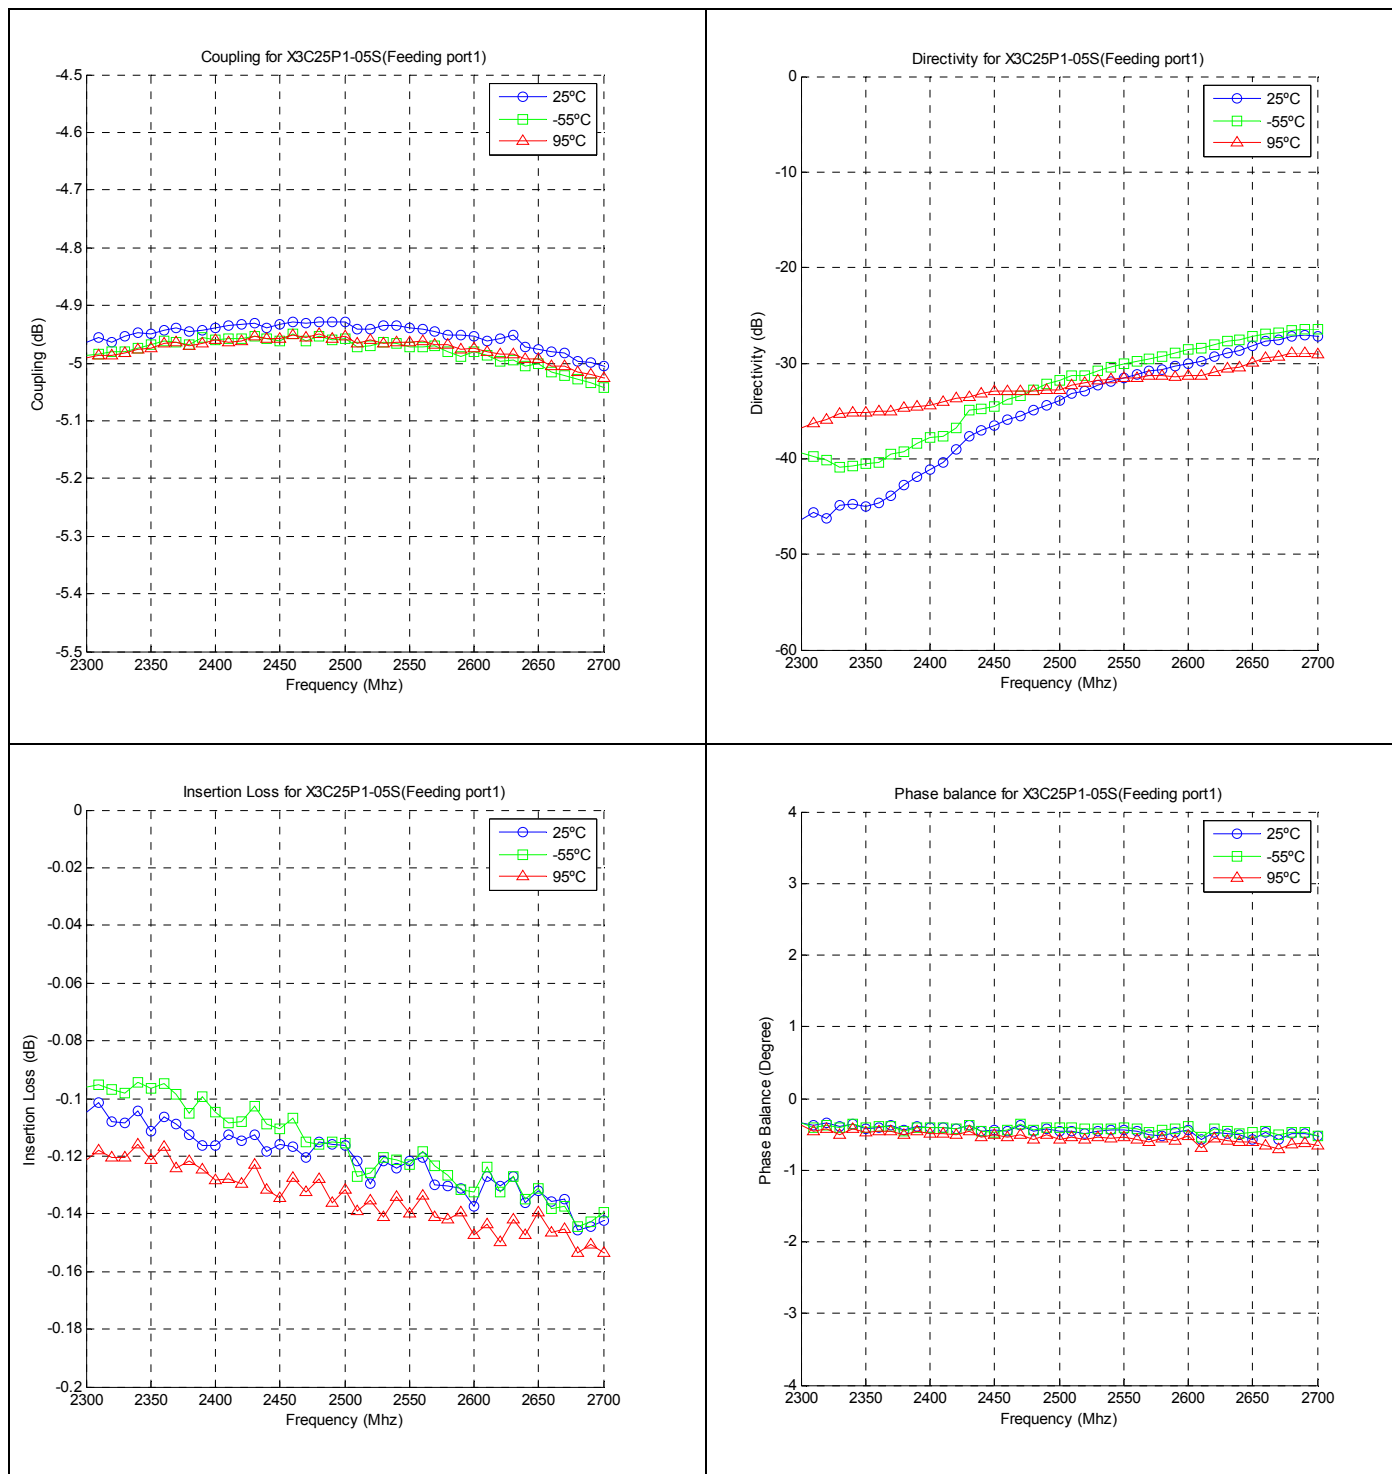 Coupling for X3C25P1-05S(Feeding port1)
-4.5
-4.6
-4.7
-4.8
-4.9
-5
-5.1
-5.2
-5.3
-5.4
-5.5
Coupling (dB)
25ºC
-55ºC
95ºC
2300 2350 2400 2450 2500 2550 2600 2650 2700
Frequency (Mhz)
Directivity for X3C25P1-05S(Feeding port1)
0
-10
-20
-30
-40
-50
-60
Directivity (dB)
25ºC
-55ºC
95ºC
2300 2350 2400 2450 2500 2550 2600 2650 2700
Frequency (Mhz)
Insertion Loss for X3C25P1-05S(Feeding port1)
0
-0.02
-0.04
-0.06
-0.08
-0.1
-0.12
-0.14
-0.16
-0.18
-0.2
Insertion Loss (dB)
25ºC
-55ºC
95ºC
2300 2350 2400 2450 2500 2550 2600 2650 2700
Frequency (Mhz)
Phase balance for X3C25P1-05S(Feeding port1)
4
3
2
1
0
-1
-2
-3
-4
Phase Balance (Degree)
25ºC
-55ºC
95ºC
2300 2350 2400 2450 2500 2550 2600 2650 2700
Frequency (Mhz)